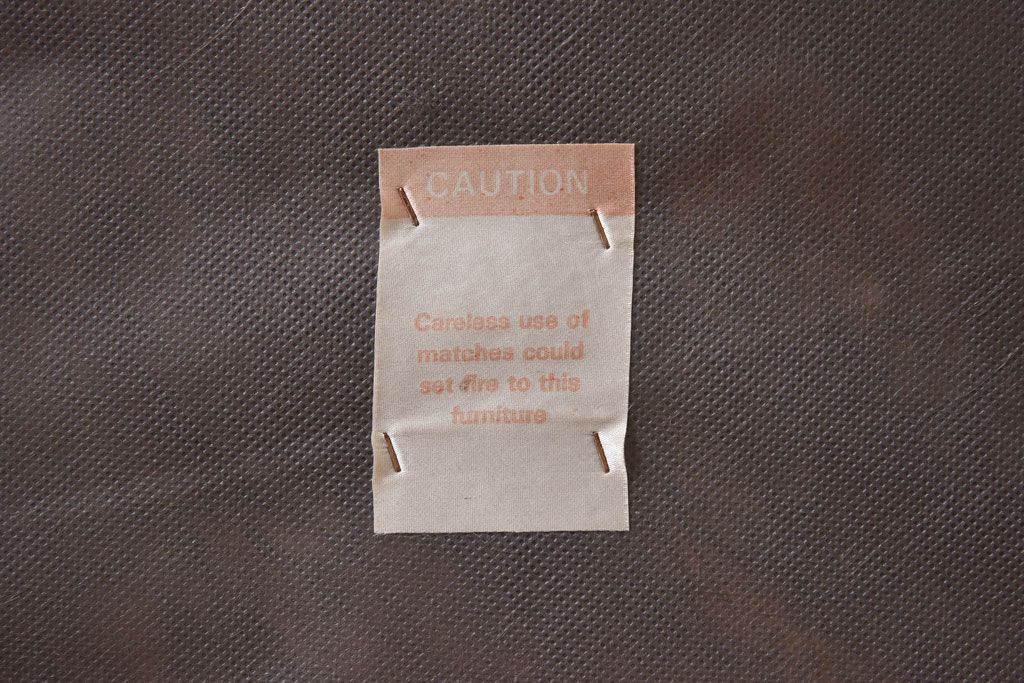 CAUTION
Careless use of
matches could
set fire to this
furniture